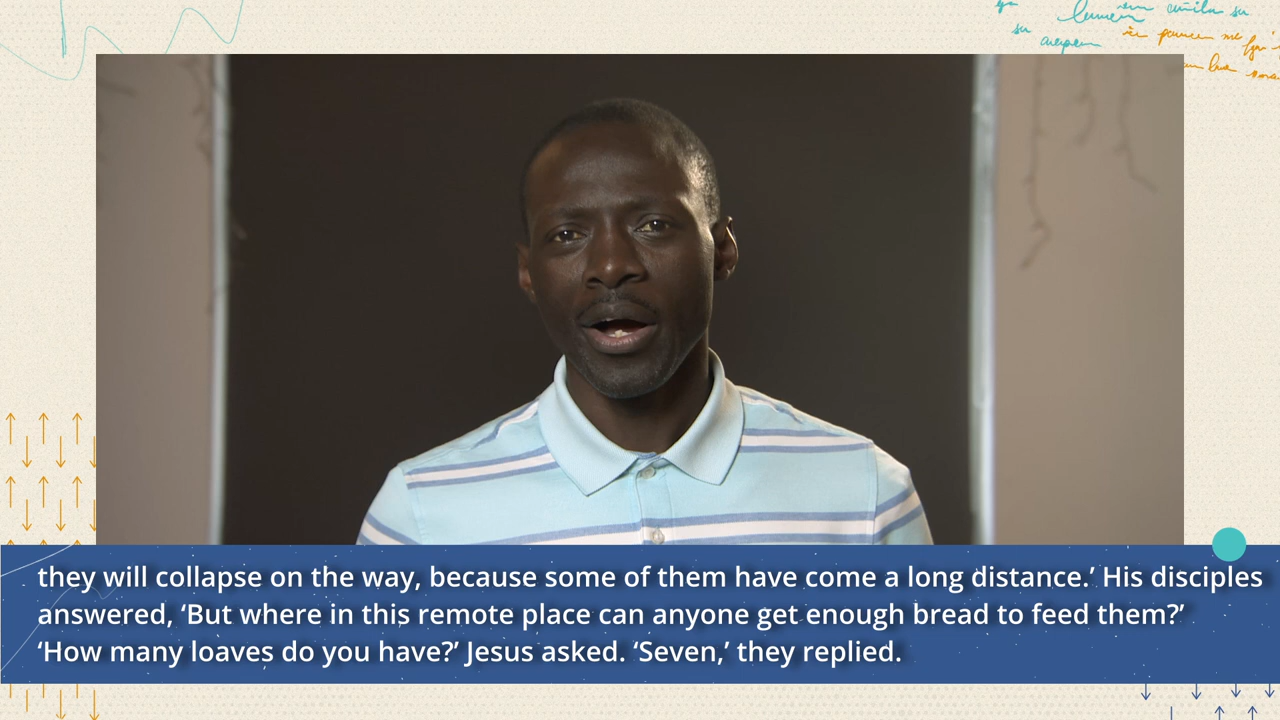 they will collapse on the way, because some of them have come a long distance.’ His disciples
answered, ‘But where in this remote place can anyone get enough bread to feed them?’
‘How many loaves do you have?’ Jesus asked. ‘Seven,’ they replied.